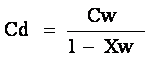 Cd = Cw / 1 - Xw